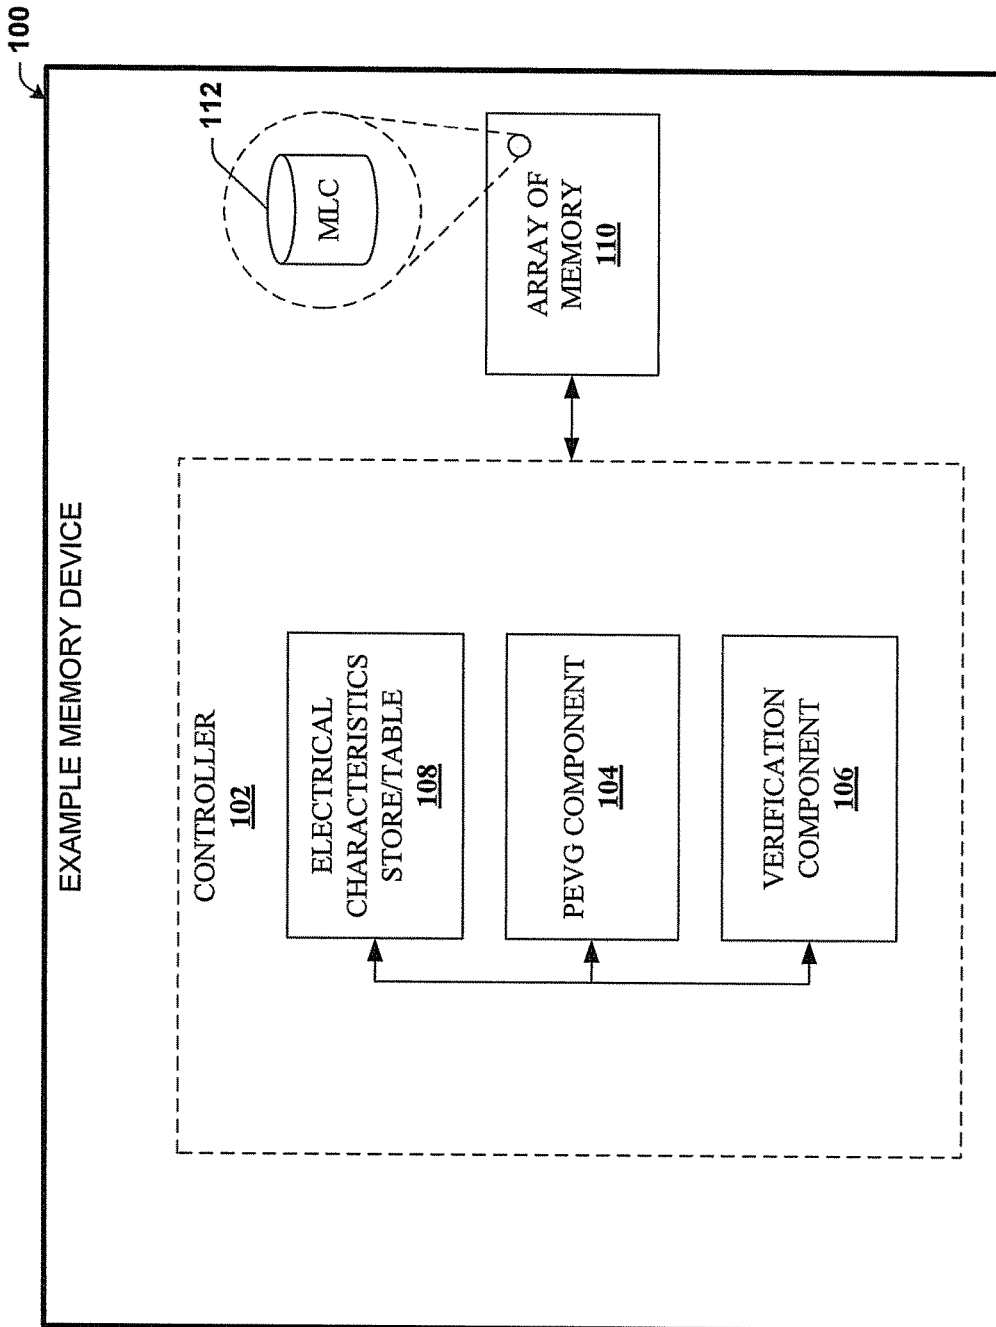 100
EXAMPLE MEMORY DEVICE
CONTROLLER
102
ELECTRICAL
CHARACTERISTICS
STORE/TABLE
108
PEVG COMPONENT
104
VERIFICATION
COMPONENT
106
112
MLC
ARRAY OF
MEMORY
110